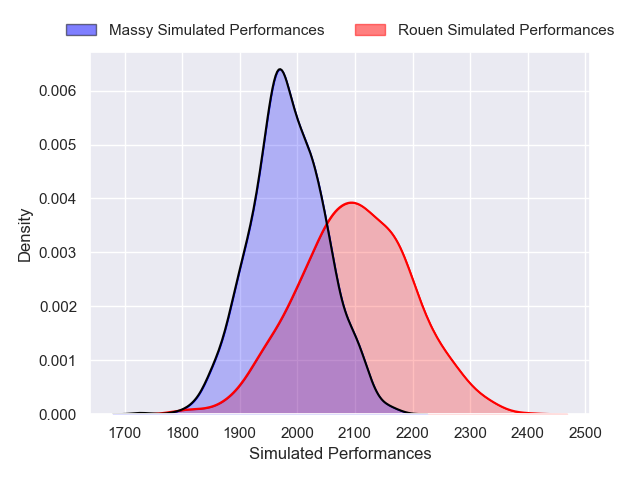 Massy Simulated Performances
Rouen Simulated Performances
0.006
0.005
0.004
0.003
0.002
0.001
0.000
Density
1700 1800 1900 2000 2100 2200 2300 2400 2500
Simulated Performances